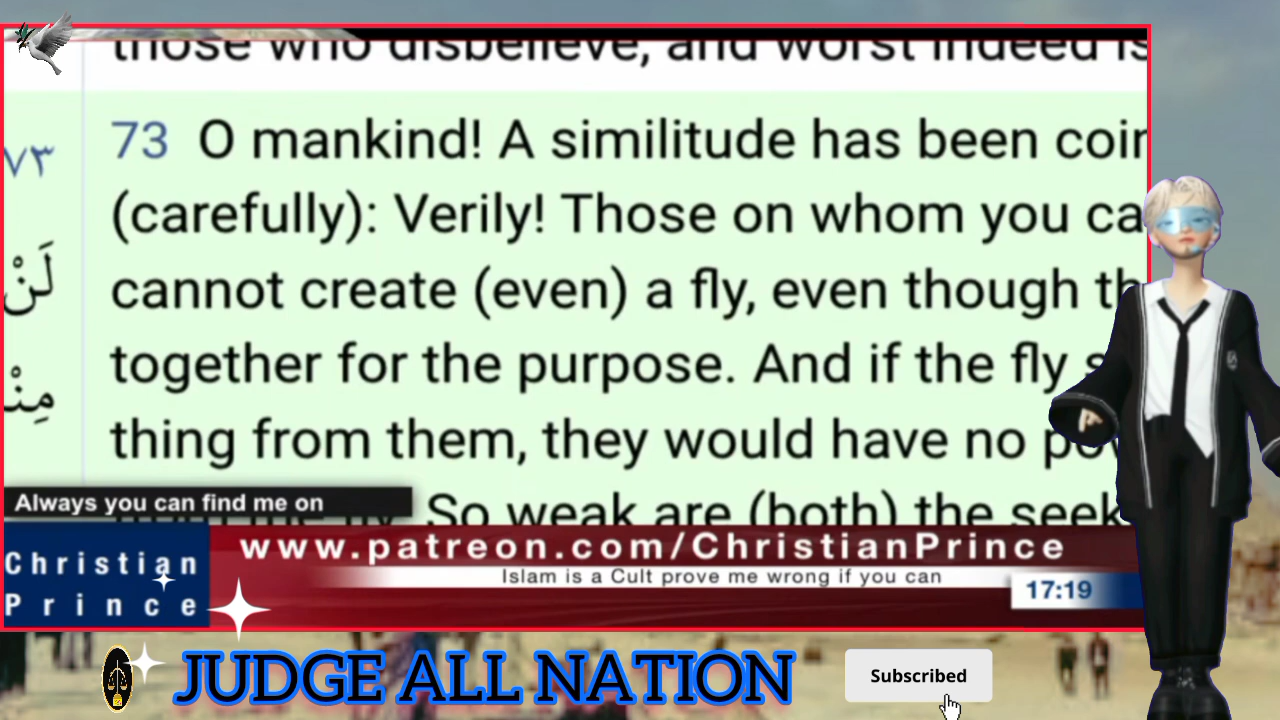 those who disbelieve, and worst indeed is
73 O mankind! A similitude has been coin
٧٣
(carefully): Verily! Those on whom you ca
cannot create (even) a fly, even though th
لَنْ
together for the purpose. And if the fly s
مِنْ
thing from them, they would have no pow
So weak are (both) the seek
Always you can find me on
www.patreon.com/ChristianPrince
Christian
Prince
Islam is a Cult prove me wrong if you can
17:19
JUDGE ALL NATION
Subscribed